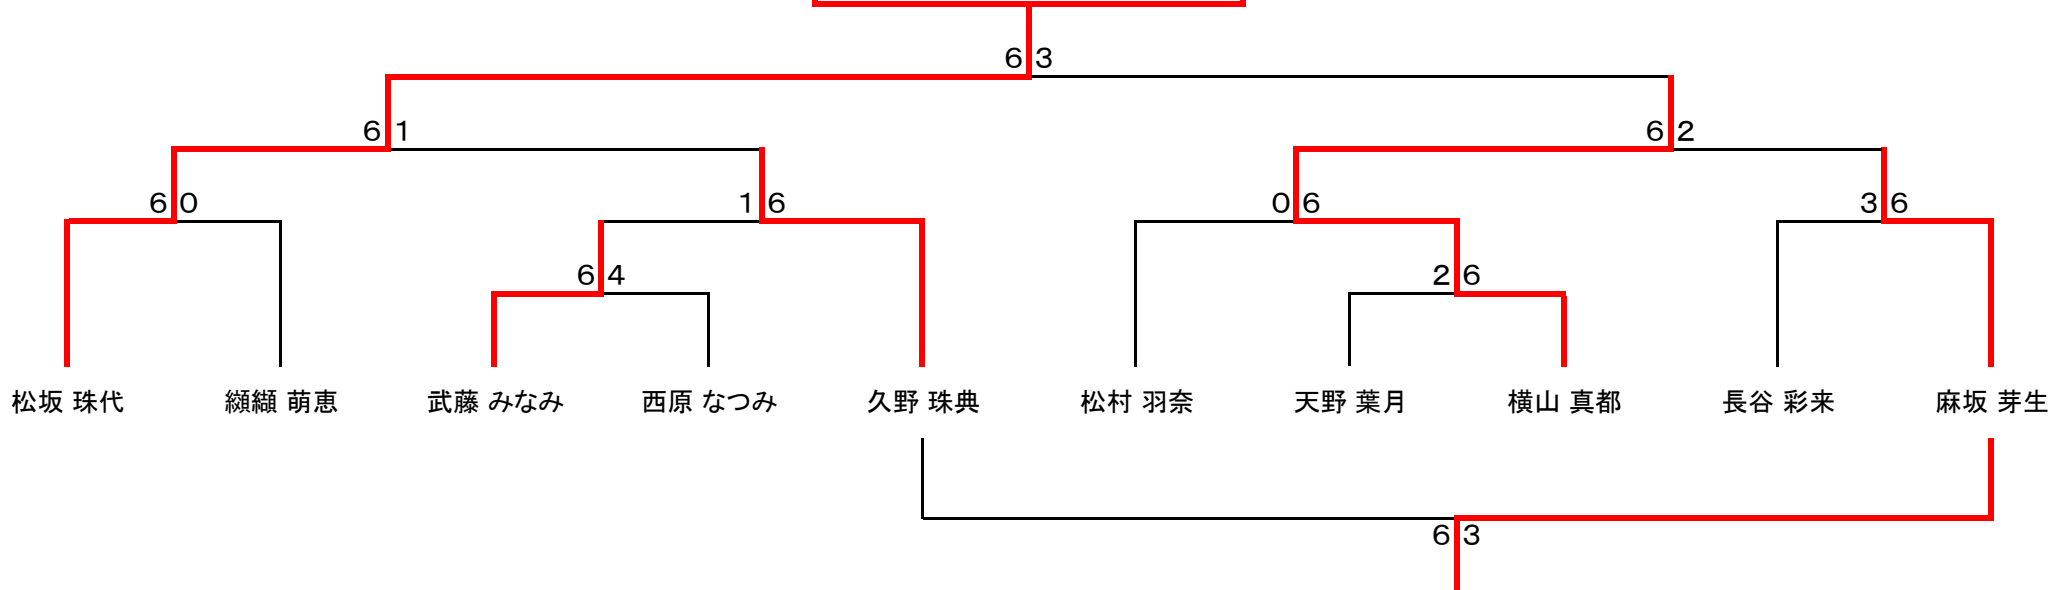 6 3
6 1
6 2
6 0
1 6
0 6
3 6
6 4
2 6
松坂 珠代
纐纈 萌恵
武藤 みなみ
西原 なつみ
久野 珠典
松村 羽奈
天野 葉月
横山 真都
長谷 彩来
麻坂 芽生
6 3